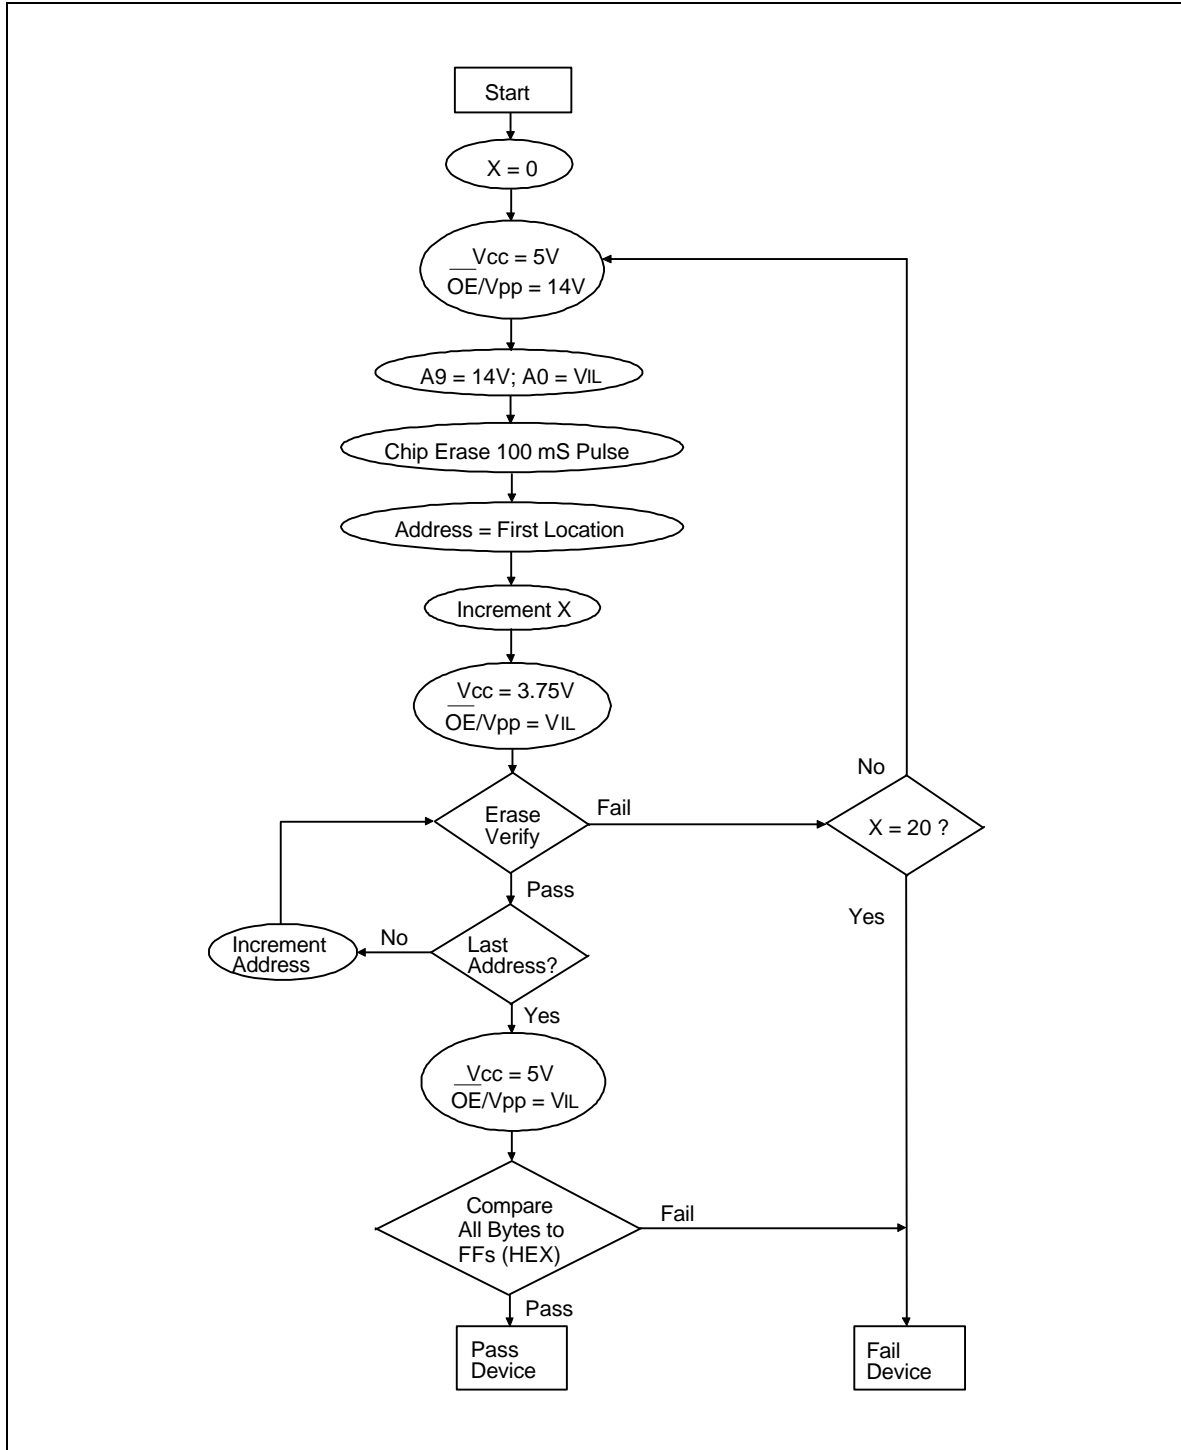 Start
X = 0
Vcc = 5V
OE/Vpp = 14V
A9 = 14V; A0 = VIL
Chip Erase 100 mS Pulse
Address = First Location
Increment X
Vcc = 3.75V
OE/Vpp = VIL
No
Erase
Verify
Fail
X = 20 ?
Pass
Yes
Increment
Address
No
Last
Address?
Yes
Vcc = 5V
OE/Vpp = VIL
Compare
All Bytes to
FFs (HEX)
Fail
Pass
Pass
Device
Fail
Device